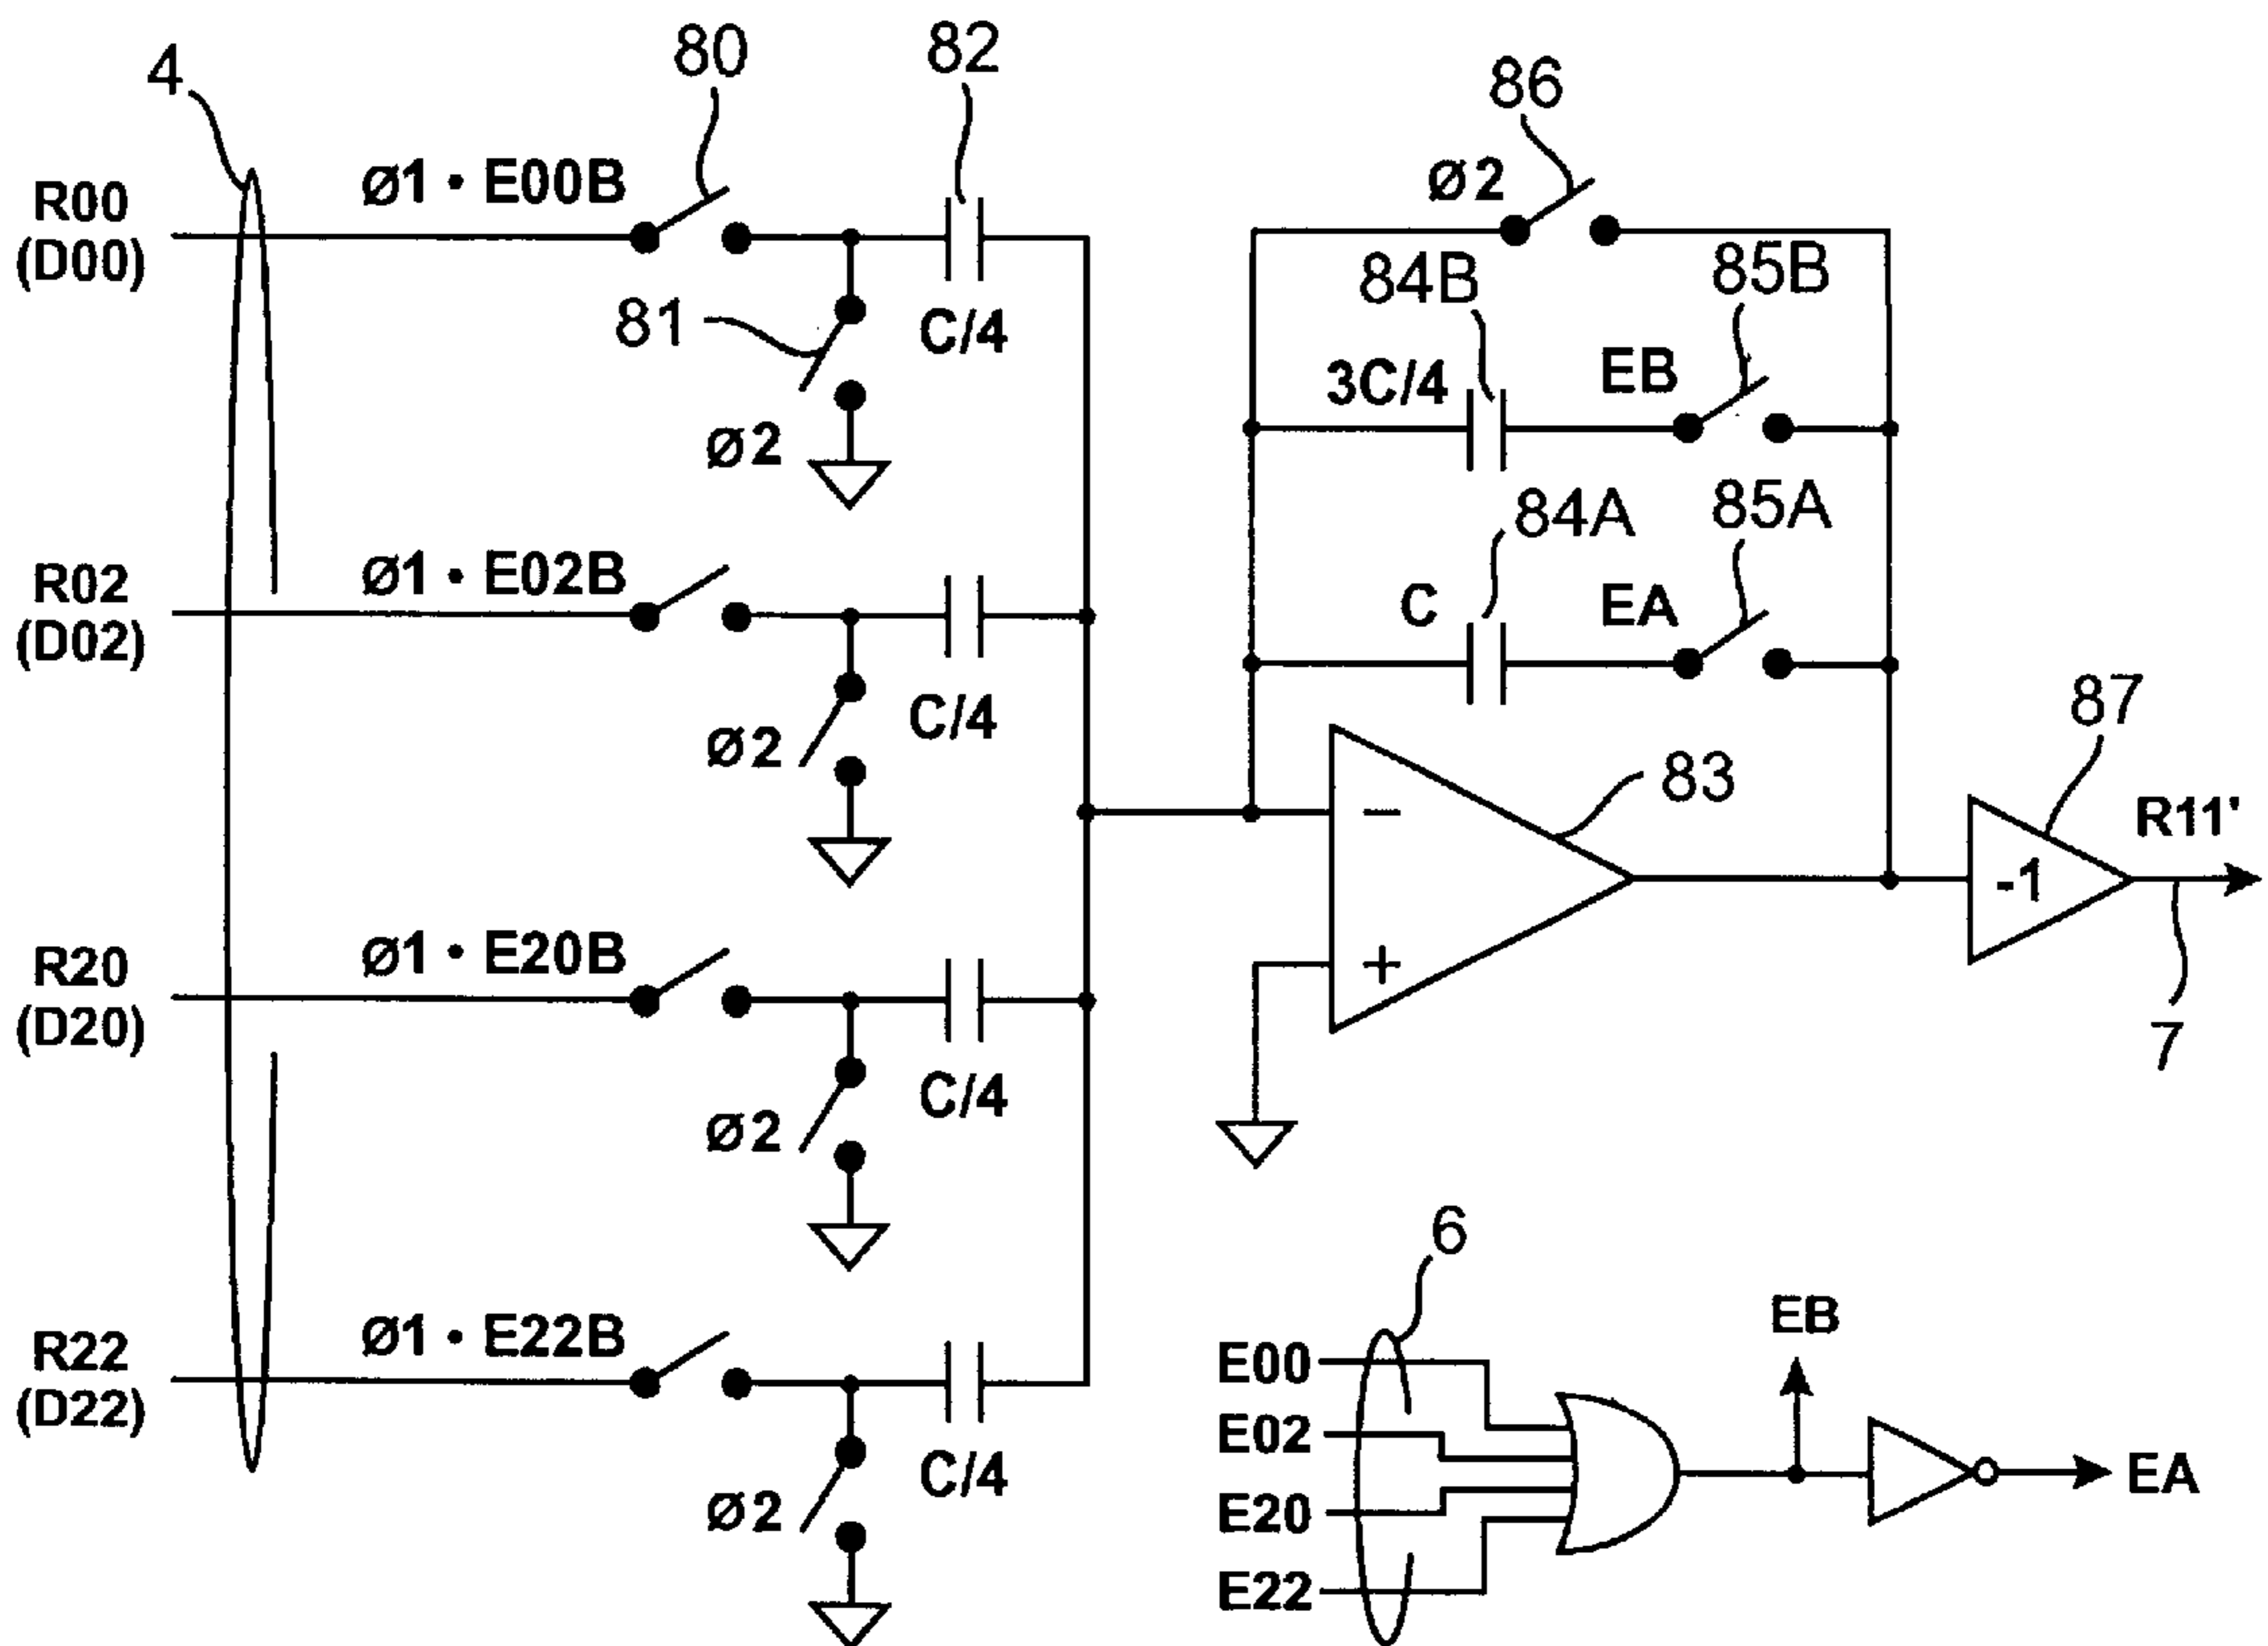 4
80
82
86
R00
(D00)
ø1 • E00B
81
C/4
ø2
ø2
84B
85B
3C/4
EB
84A
85A
C
EA
R02
(D02)
ø1 • E02B
C/4
ø2
83
87
-1
R11'
7
−
+
R20
(D20)
ø1 • E20B
C/4
ø2
R22
(D22)
ø1 • E22B
C/4
ø2
6
E00
E02
E20
E22
EB
EA